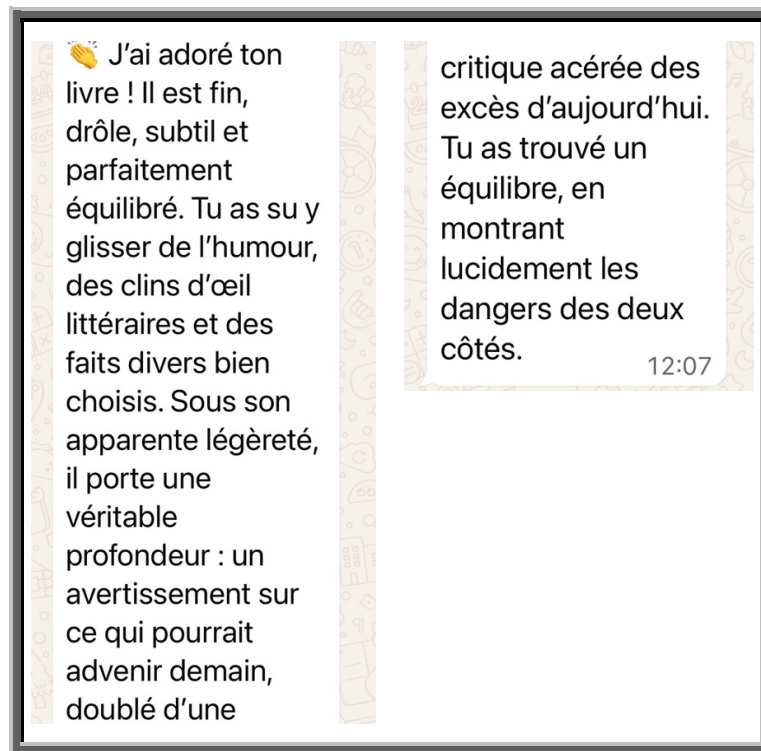 👏 J’ai adoré ton
livre ! Il est fin,
drôle, subtil et
parfaitement
équilibré. Tu as su y
glisser de l’humour,
des clins d’œil
littéraires et des
faits divers bien
choisis. Sous son
apparente légèreté,
il porte une
véritable
profondeur : un
avertissement sur
ce qui pourrait
advenir demain,
doublé d’une
critique acérée des
excès d’aujourd’hui.
Tu as trouvé un
équilibre, en
montrant
lucidement les
dangers des deux
côtés.
12:07